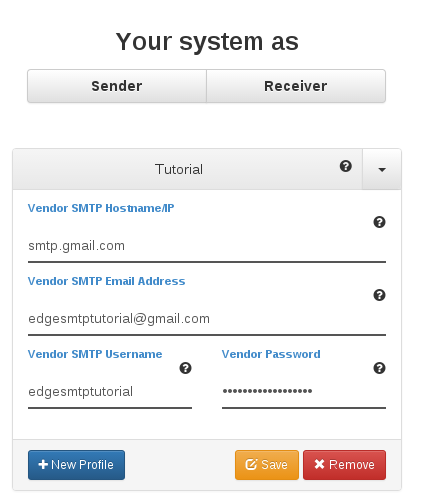 Your system as
Sender Receiver
Tutorial
Vendor SMTP Hostname/IP
smtp.gmail.com
Vendor SMTP Email Address
edgesmtptutorial@gmail.com
Vendor SMTP Username Vendor Password
edgesmtptutorial ••••••••••••••••••
New Profile Save Remove